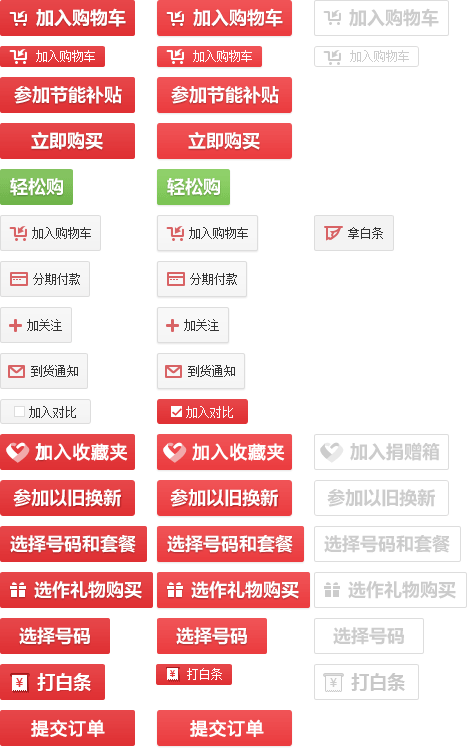 加入购物车 加入购物车 加入购物车
加入购物车 加入购物车 加入购物车
参加节能补贴 参加节能补贴
立即购买 立即购买
轻松购 轻松购
加入购物车 加入购物车 拿白条
分期付款 分期付款
加关注 加关注
到货通知 到货通知
加入对比 加入对比
加入收藏夹 加入收藏夹 加入捐赠箱
参加以旧换新 参加以旧换新 参加以旧换新
选择号码和套餐 选择号码和套餐 选择号码和套餐
选作礼物购买 选作礼物购买 选作礼物购买
选择号码 选择号码 选择号码
¥ 打白条 ¥ 打白条 ¥ 打白条
提交订单 提交订单